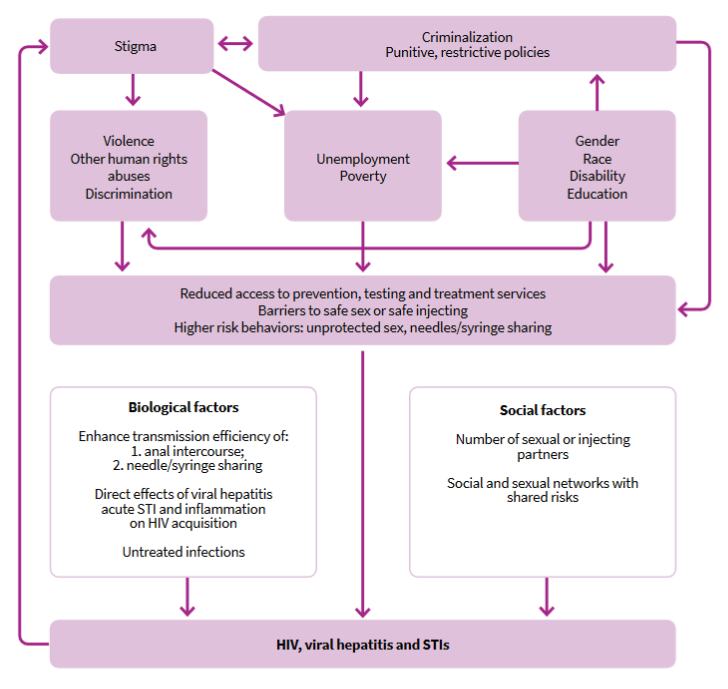 Stigma
Criminalization
Punitive, restrictive policies
Violence
Other human rights
abuses
Discrimination
Unemployment
Poverty
Gender
Race
Disability
Education
Reduced access to prevention, testing and treatment services
Barriers to safe sex or safe injecting
Higher risk behaviors: unprotected sex, needles/syringe sharing
Biological factors
Enhance transmission efficiency of:
1. anal intercourse;
2. needle/syringe sharing
Direct effects of viral hepatitis
acute STI and inflammation
on HIV acquisition
Untreated infections
Social factors
Number of sexual or injecting
partners
Social and sexual networks with
shared risks
HIV, viral hepatitis and STIs